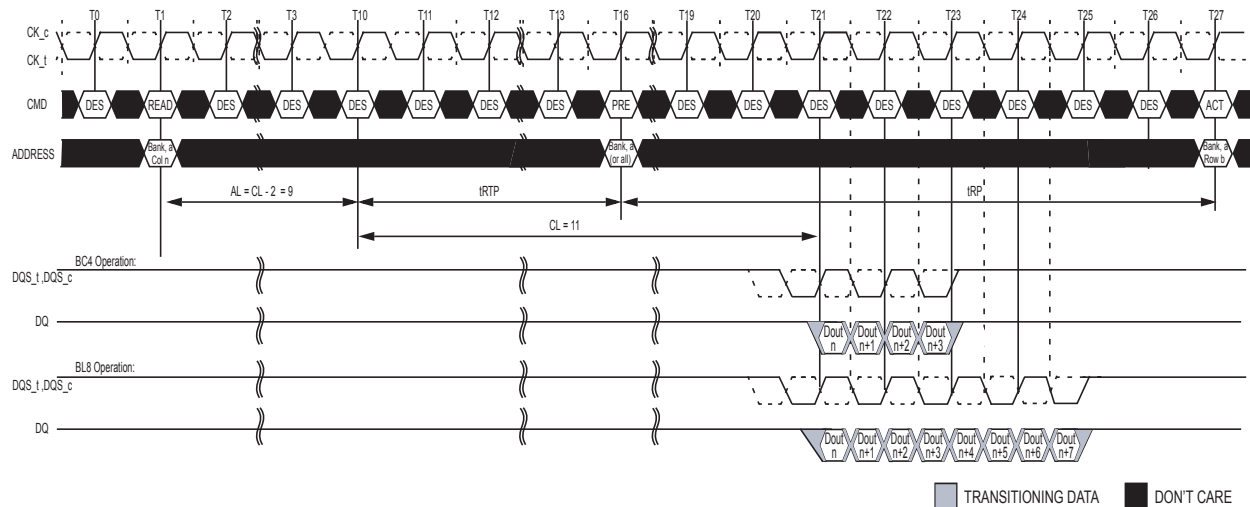 T0 T1 T2 T3 T10 T11 T12 T13 T16 T19 T20 T21 T22 T23 T24 T25 T26 T27
CK_c
CK_t
CMD DES READ DES DES DES DES DES DES PRE DES DES DES DES DES DES DES DES ACT
ADDRESS
Bank, a
Col n
Bank, a
(or all)
Bank, a
Row b
AL = CL - 2 = 9 tRTP tRP
CL = 11
BC4 Operation:
DQS_t ,DQS_c
DQ
Dout
n
Dout
n+1
Dout
n+2
Dout
n+3
BL8 Operation:
DQS_t ,DQS_c
DQ
Dout
n
Dout
n+1
Dout
n+2
Dout
n+3
Dout
n+4
Dout
n+5
Dout
n+6
Dout
n+7
TRANSITIONING DATA DON'T CARE